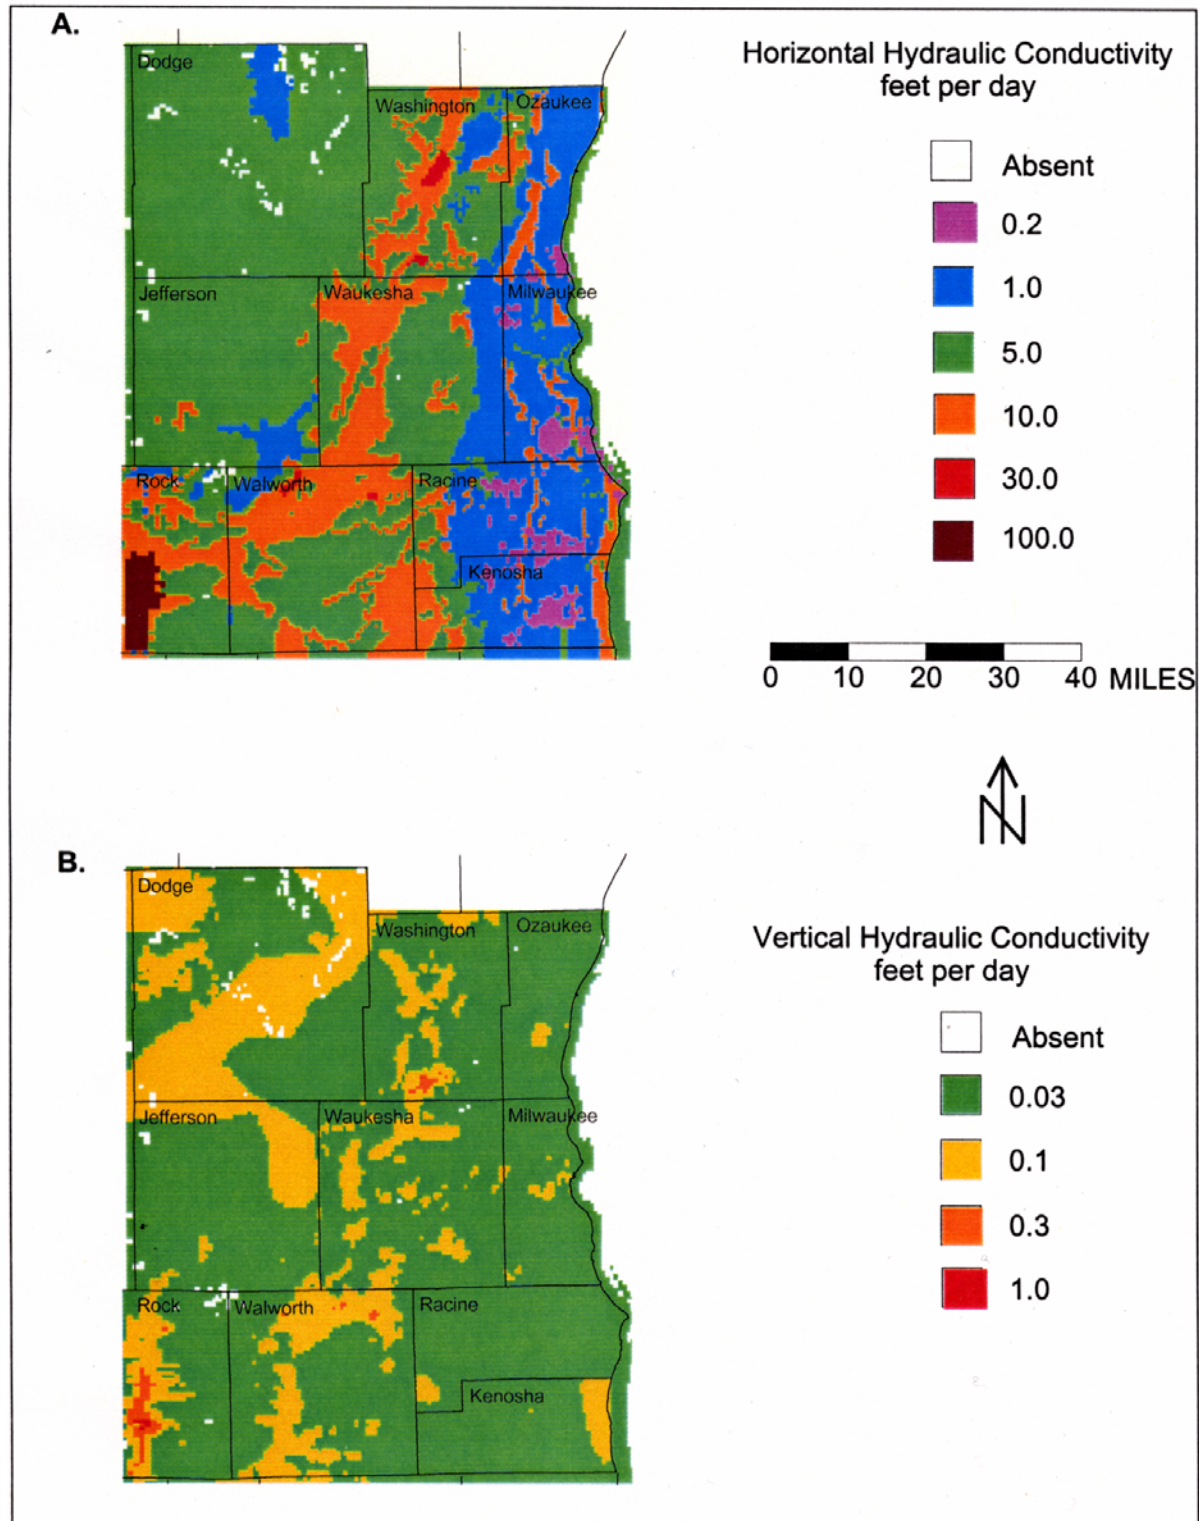 A.
Dodge
Washington
Ozaukee
Jefferson
Waukesha
Milwaukee
Rock
Walworth
Racine
Kenosha
Horizontal Hydraulic Conductivity
feet per day
Absent
0.2
1.0
5.0
10.0
30.0
100.0
0 10 20 30 40 MILES
N
B.
Dodge
Washington
Ozaukee
Jefferson
Waukesha
Milwaukee
Rock
Walworth
Racine
Kenosha
Vertical Hydraulic Conductivity
feet per day
Absent
0.03
0.1
0.3
1.0